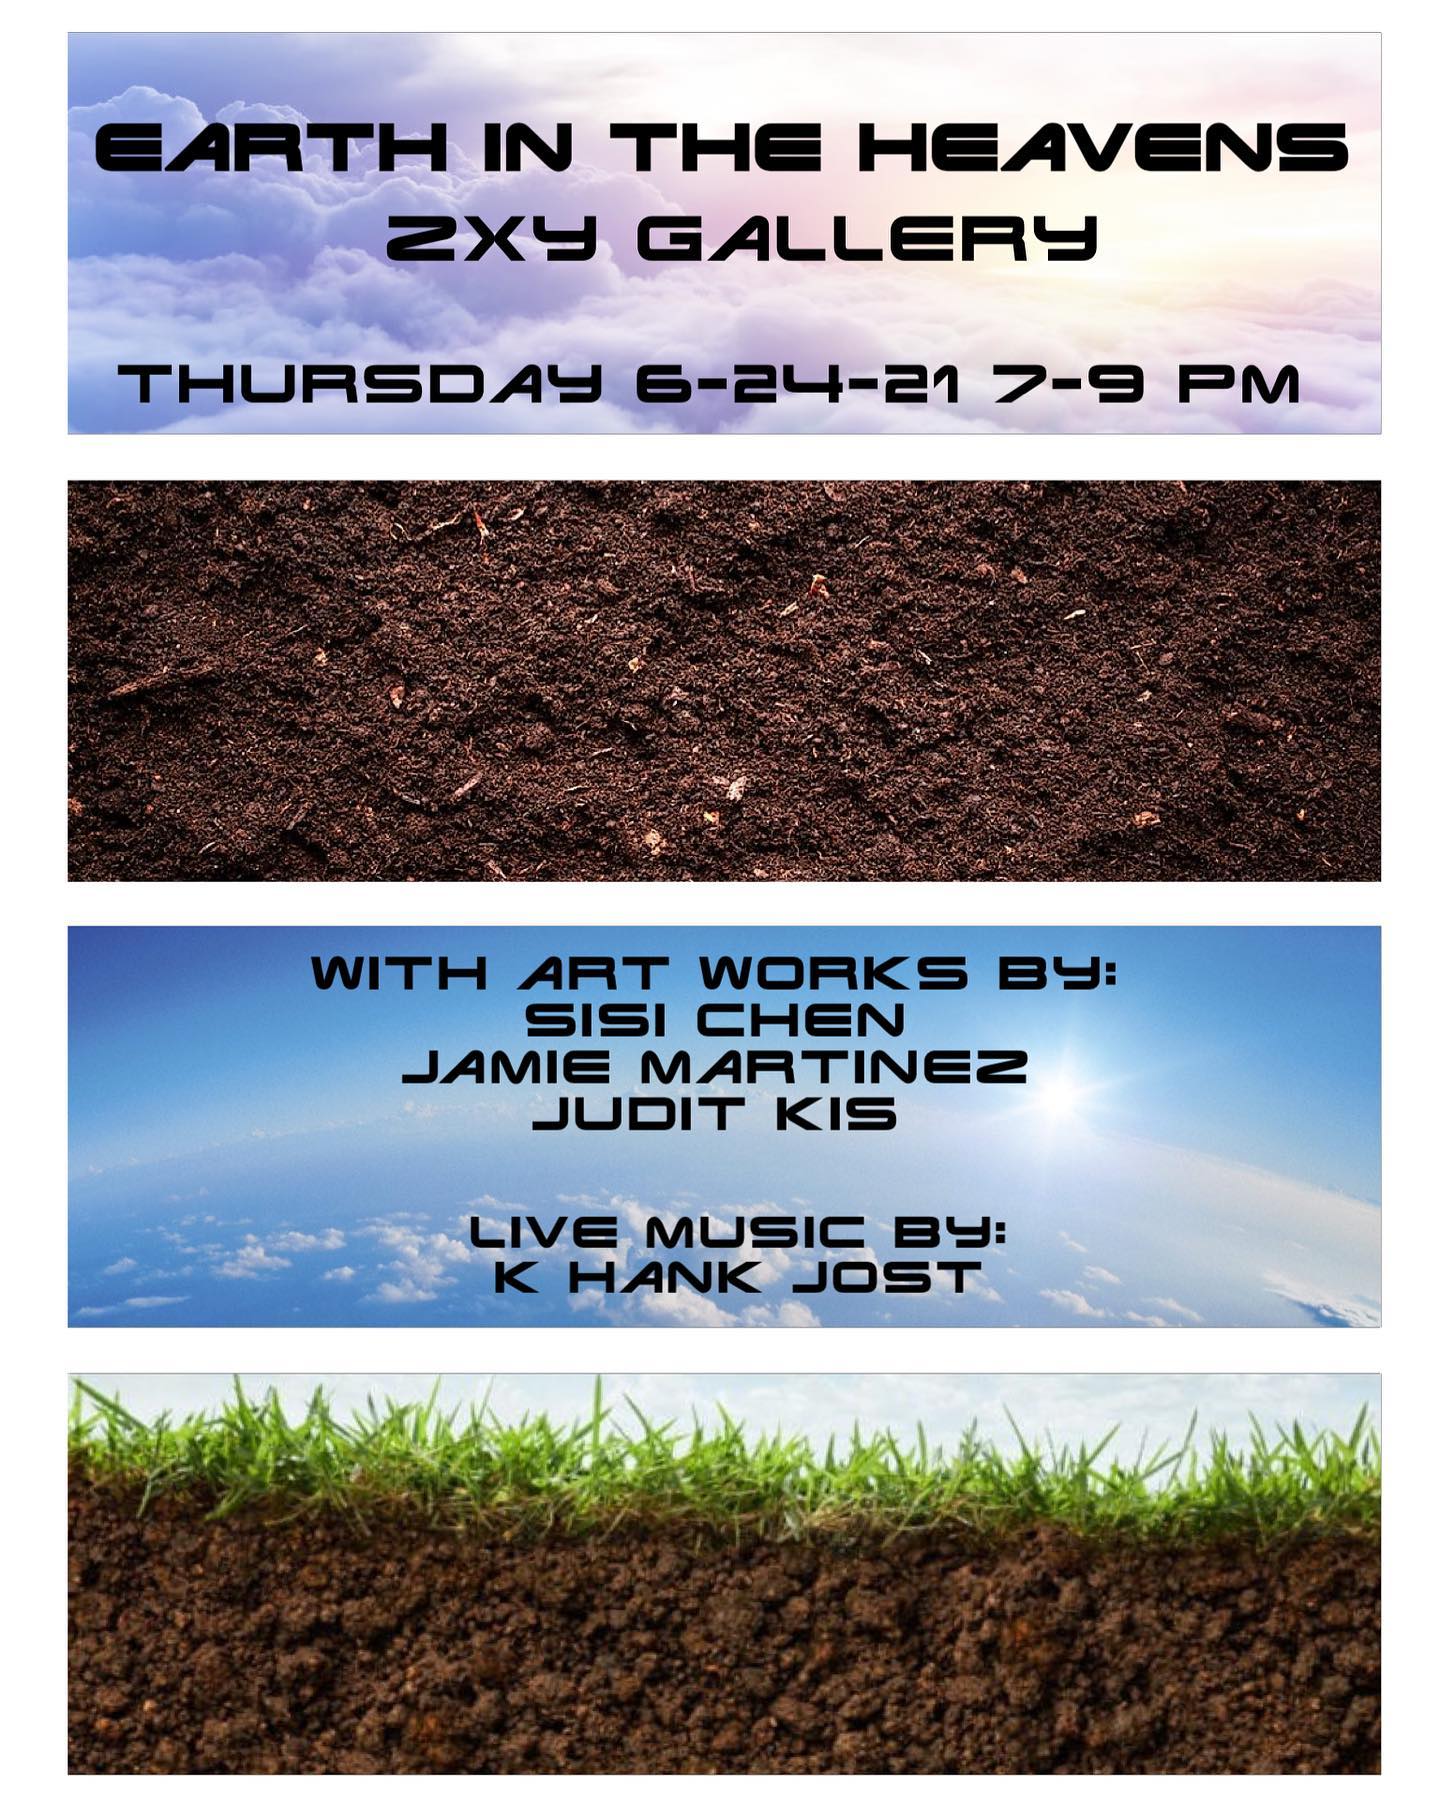 EARTH IN THE HEAVENS
ZXY GALLERY
THURSDAY 6-24-21 7-9 PM
WITH ART WORKS BY:
SISI CHEN
JAMIE MARTINEZ
JUDIT KIS
LIVE MUSIC BY:
K HANK JOST